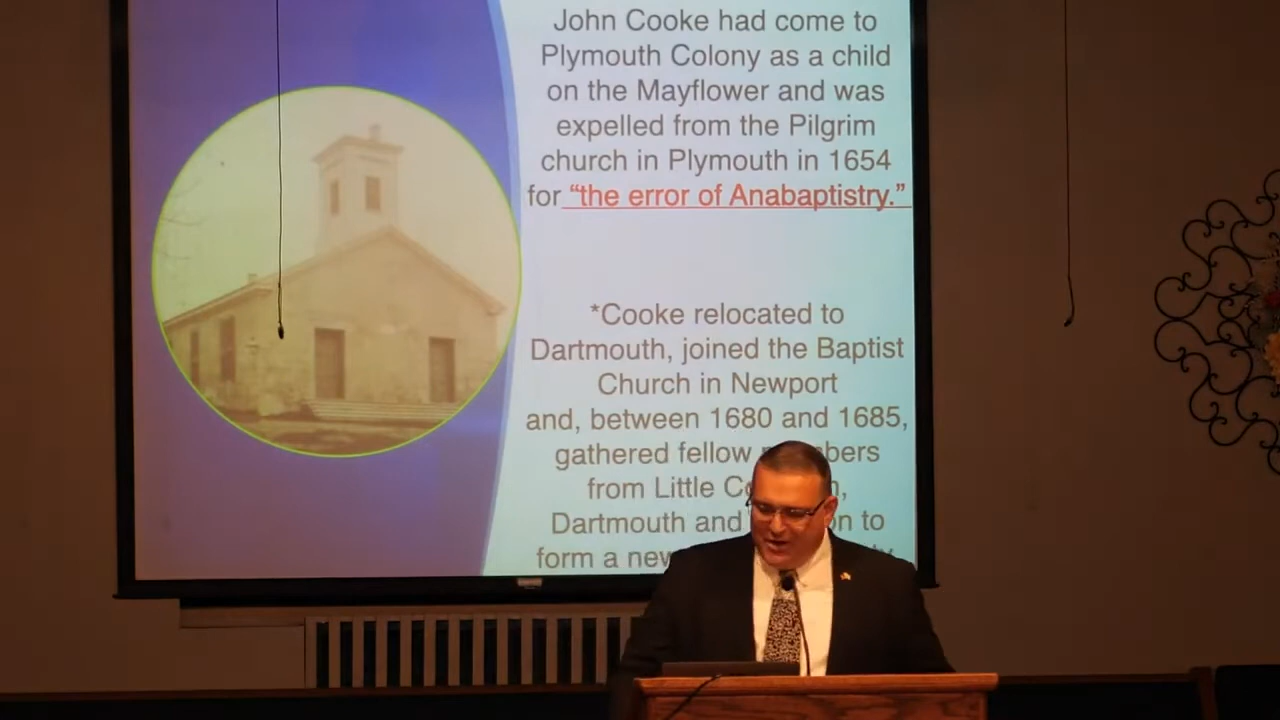 John Cooke had come to
Plymouth Colony as a child
on the Mayflower and was
expelled from the Pilgrim
church in Plymouth in 1654
for “the error of Anabaptistry.”
*Cooke relocated to
Dartmouth, joined the Baptist
Church in Newport
and, between 1680 and 1685,
gathered fellow
from Little
Dartmouth and
form a new